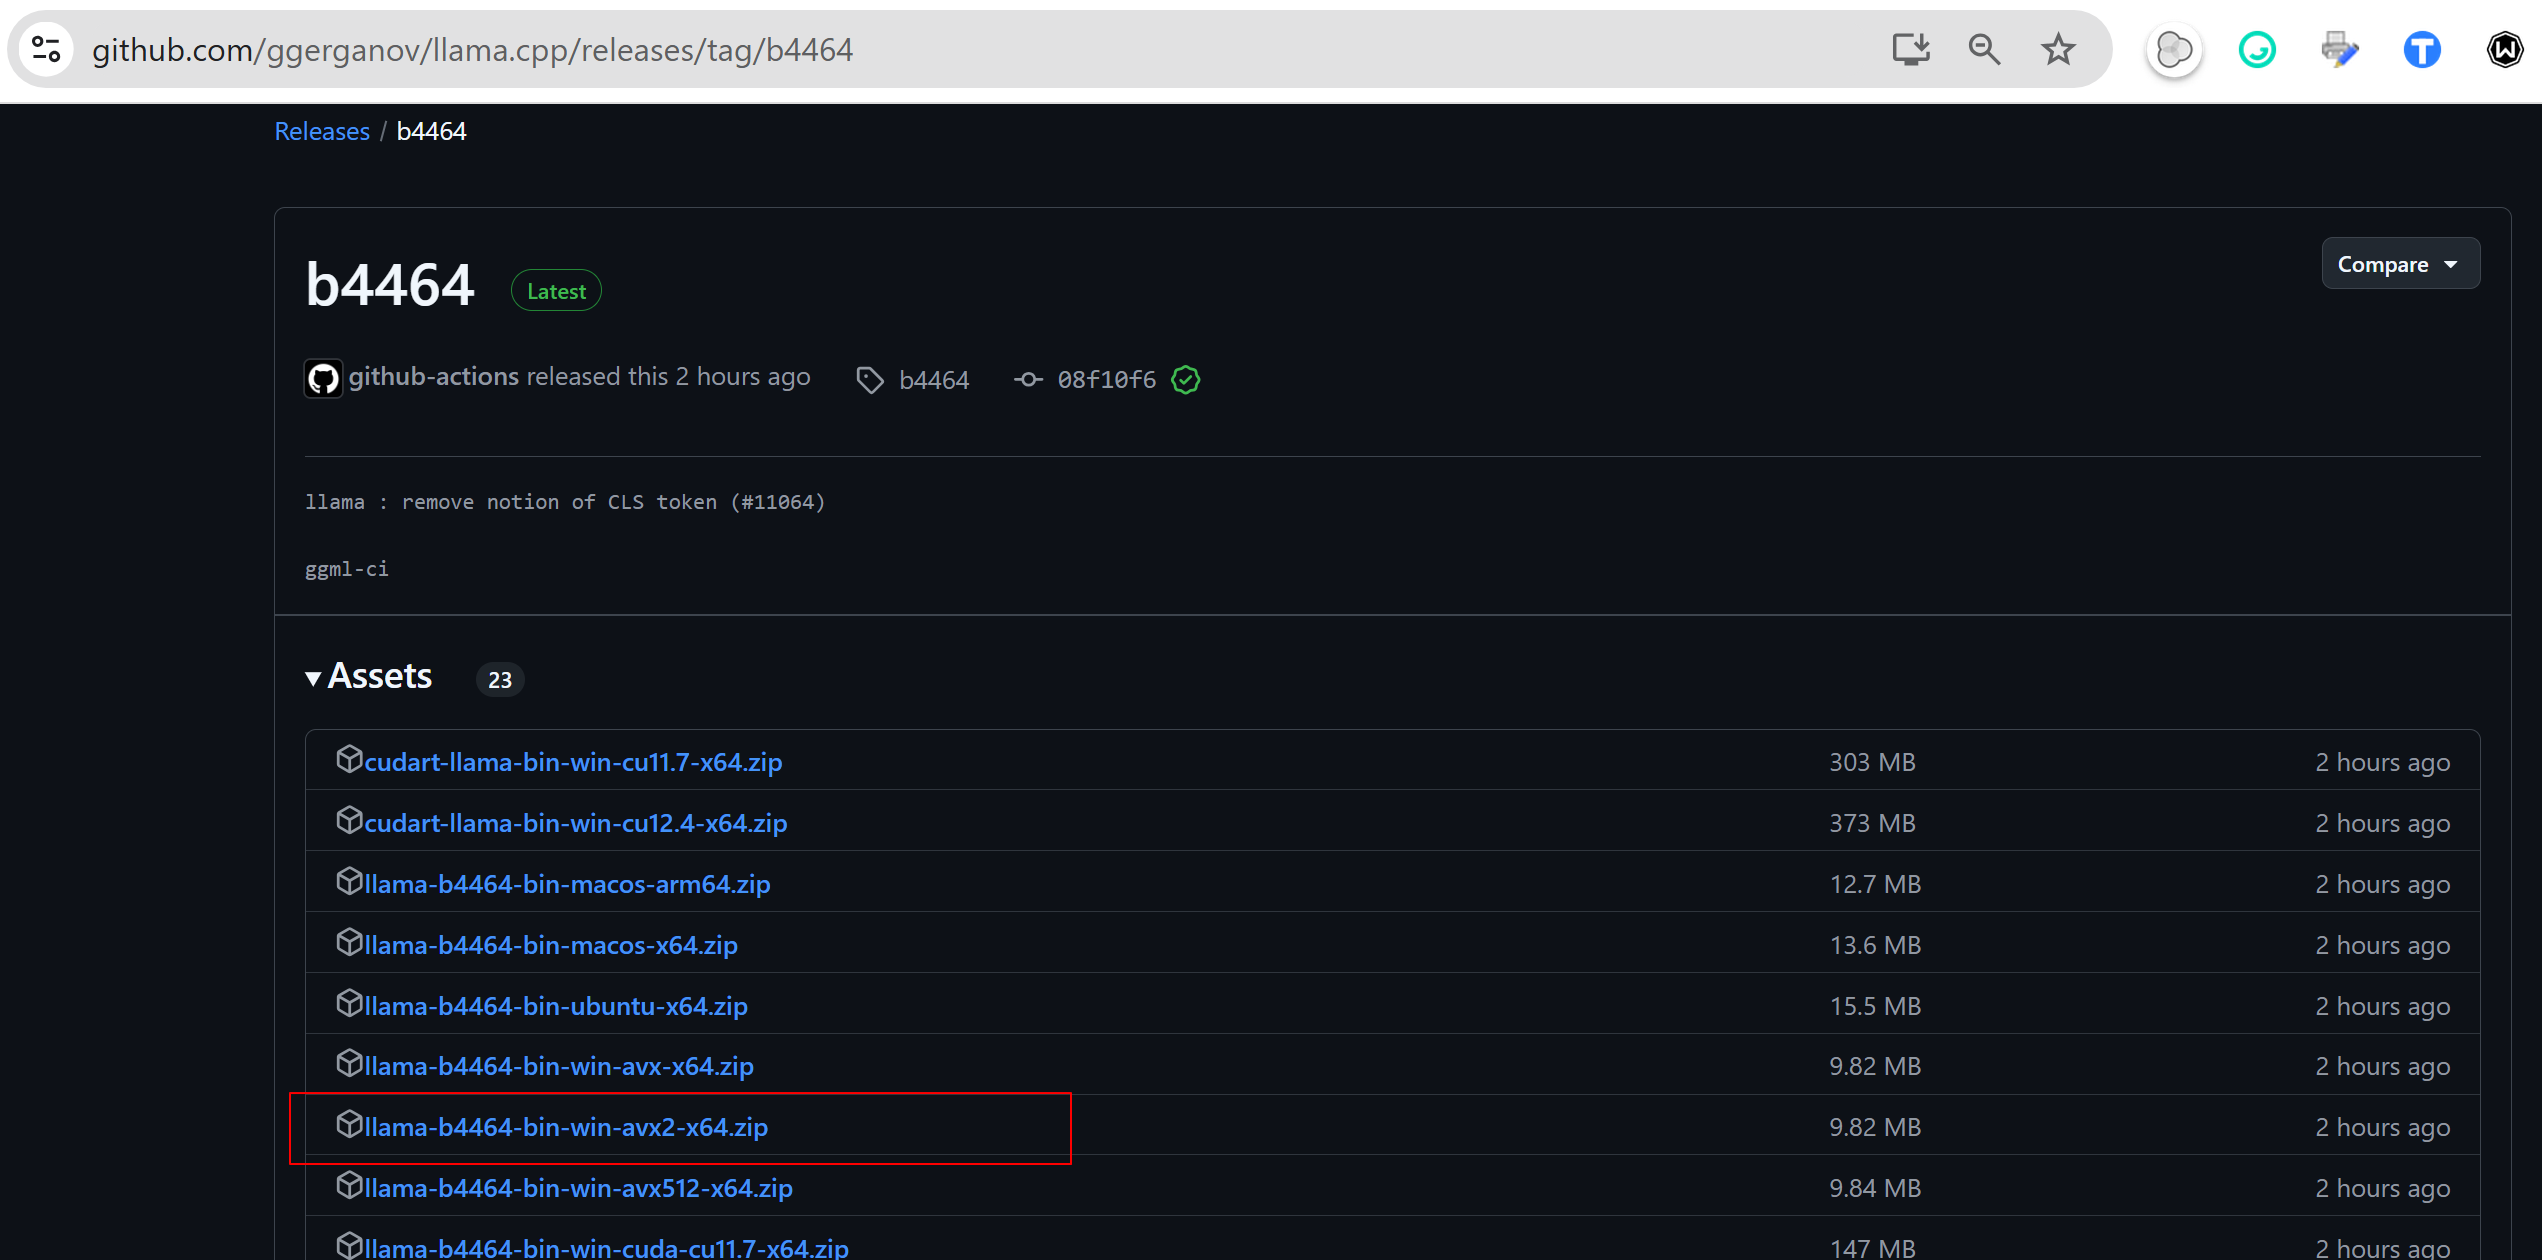 github.com/ggerganov/llama.cpp/releases/tag/b4464
Releases / b4464
b4464 Latest
Compare
github-actions released this 2 hours ago b4464 08f10f6
llama : remove notion of CLS token (#11064)
ggml-ci
Assets 23
cudart-llama-bin-win-cu11.7-x64.zip 303 MB 2 hours ago
cudart-llama-bin-win-cu12.4-x64.zip 373 MB 2 hours ago
llama-b4464-bin-macos-arm64.zip 12.7 MB 2 hours ago
llama-b4464-bin-macos-x64.zip 13.6 MB 2 hours ago
llama-b4464-bin-ubuntu-x64.zip 15.5 MB 2 hours ago
llama-b4464-bin-win-avx-x64.zip 9.82 MB 2 hours ago
llama-b4464-bin-win-avx2-x64.zip 9.82 MB 2 hours ago
llama-b4464-bin-win-avx512-x64.zip 9.84 MB 2 hours ago
llama-b4464-bin-win-cuda-cu11.7-x64.zip 147 MB 2 hours ago